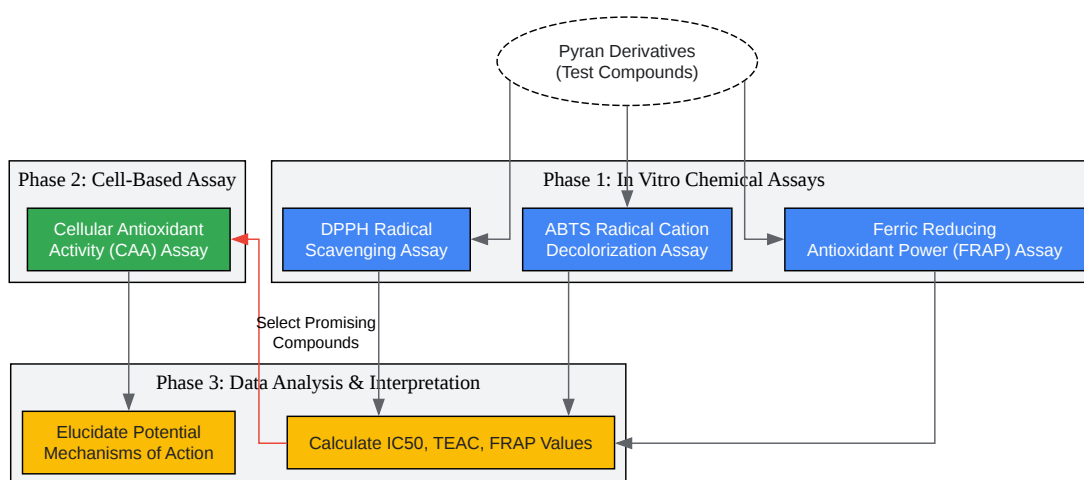 Pyran Derivatives
(Test Compounds)
Phase 2: Cell-Based Assay
Phase 1: In Vitro Chemical Assays
Cellular Antioxidant
Activity (CAA) Assay
DPPH Radical
Scavenging Assay
ABTS Radical Cation
Decolorization Assay
Ferric Reducing
Antioxidant Power (FRAP) Assay
Select Promising
Compounds
Phase 3: Data Analysis & Interpretation
Elucidate Potential
Mechanisms of Action
Calculate IC50, TEAC, FRAP Values